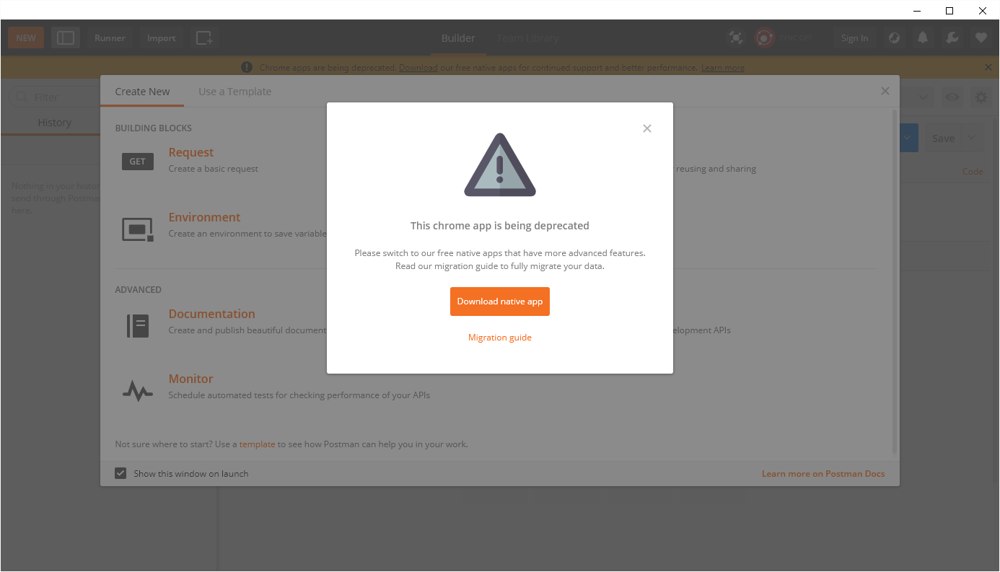 NEW
Runner
Import
Builder
Team Library
SYNC OFF
Sign In
Chrome apps are being deprecated. Download our free native apps for continued support and better performance. Learn more
Filter
History
Nothing in your histor
send through Postma
here.
Create New
Use a Template
BUILDING BLOCKS
GET
Request
Create a basic request
reusing and sharing
Environment
Create an environment to save variable
ADVANCED
Documentation
Create and publish beautiful document
elopment APIs
Monitor
Schedule automated tests for checking performance of your APIs
Not sure where to start? Use a template to see how Postman can help you in your work.
Show this window on launch
Learn more on Postman Docs
Save
Code
This chrome app is being deprecated
Please switch to our free native apps that have more advanced features.
Read our migration guide to fully migrate your data.
Download native app
Migration guide